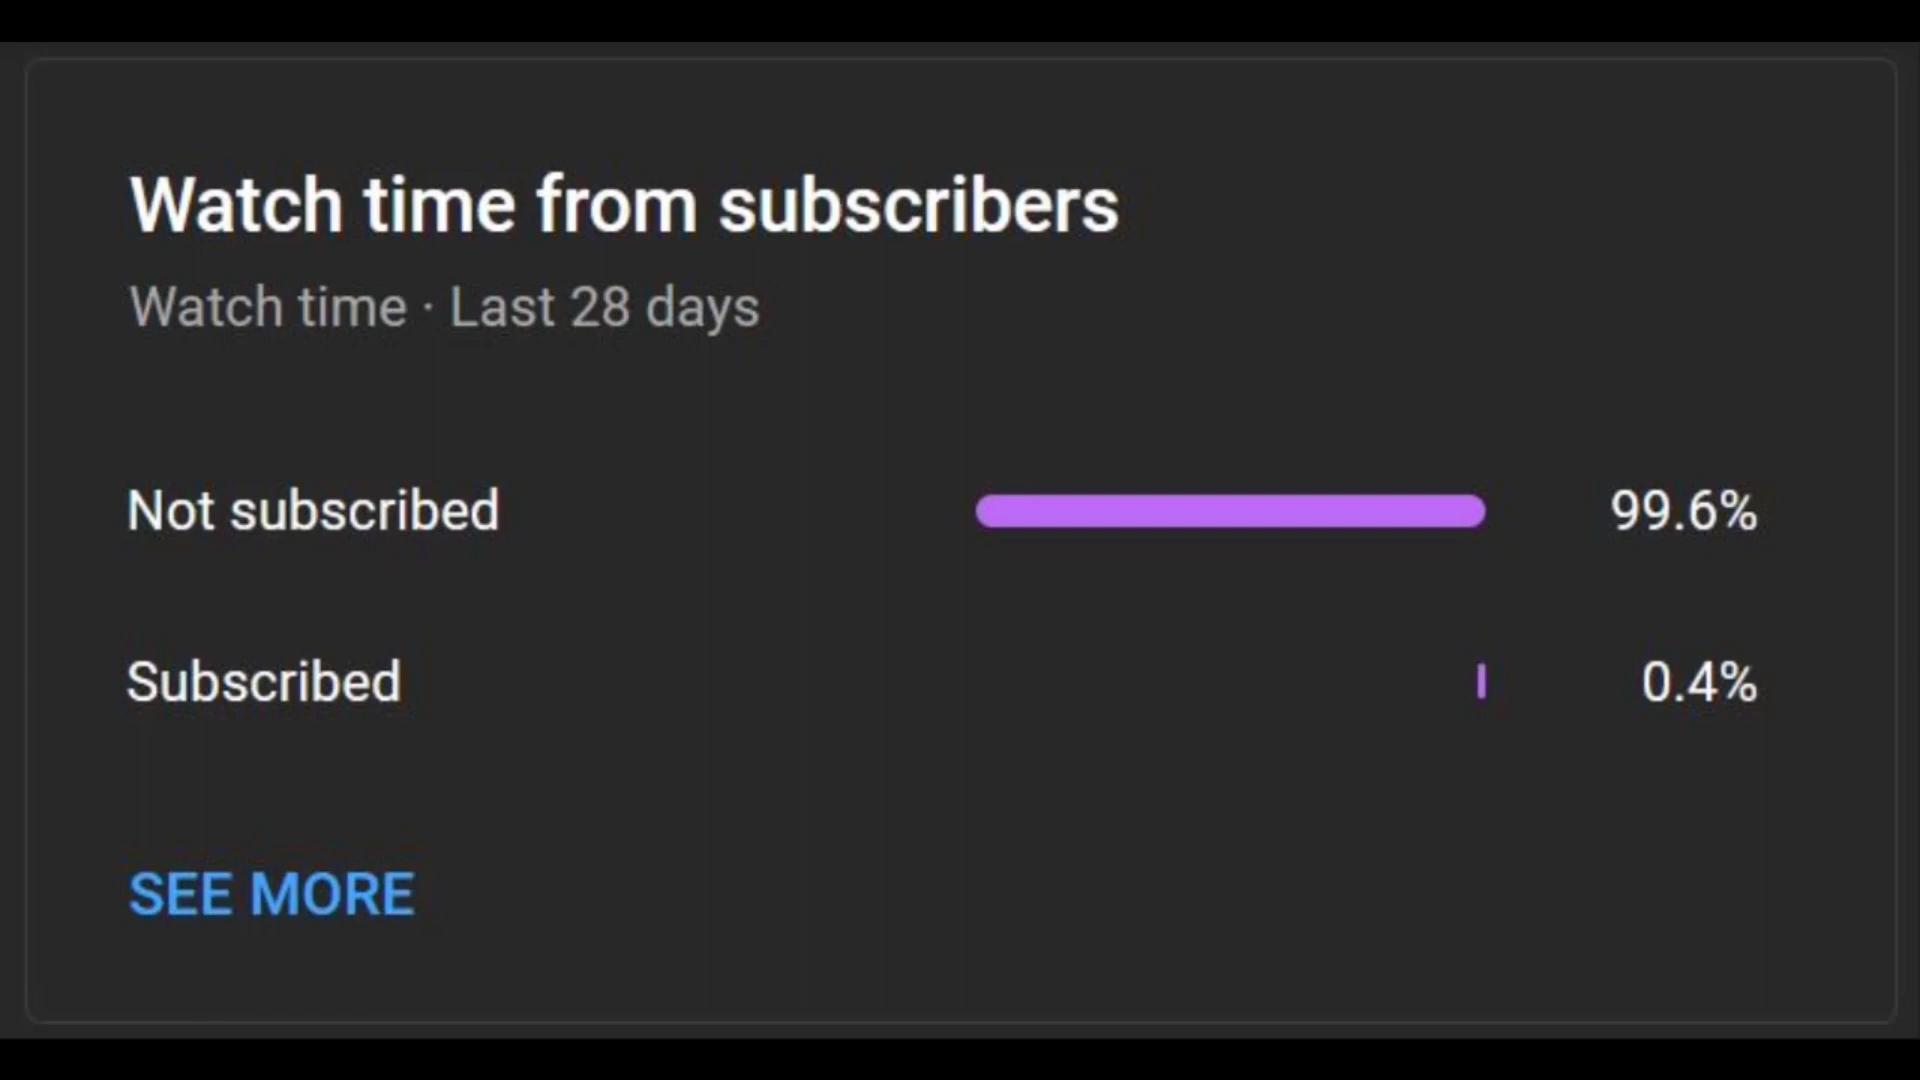 Watch time from subscribers
Watch time · Last 28 days
Not subscribed 99.6%
Subscribed 0.4%
SEE MORE